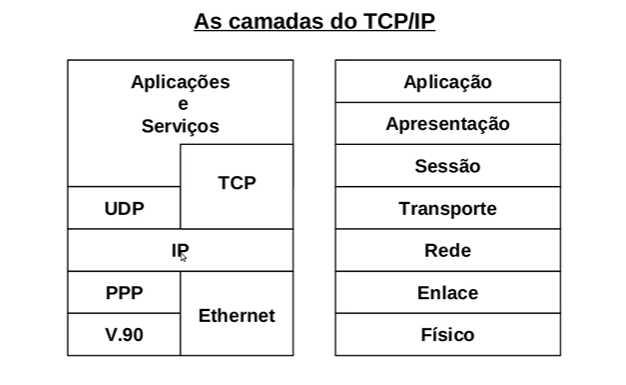 As camadas do TCP/IP
Aplicações
e
Serviços
TCP
UDP
IP
PPP
Ethernet
V.90
Aplicação
Apresentação
Sessão
Transporte
Rede
Enlace
Físico